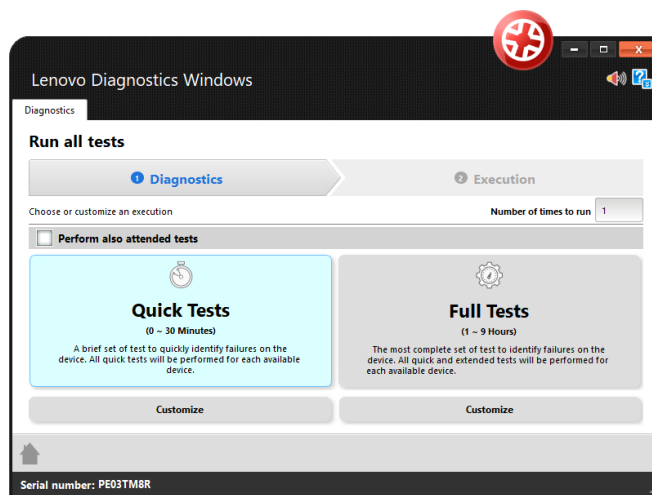 Lenovo Diagnostics Windows
Diagnostics
Run all tests
1 Diagnostics
2 Execution
Choose or customize an execution
Number of times to run 1
Perform also attended tests
Quick Tests
(0 ~ 30 Minutes)
A brief set of test to quickly identify failures on the
device. All quick tests will be performed for each available
device.
Full Tests
(1 ~ 9 Hours)
The most complete set of test to identify failures on the
device. All quick and extended tests will be performed for
each available device.
Customize
Customize
Serial number: PE03TM8R